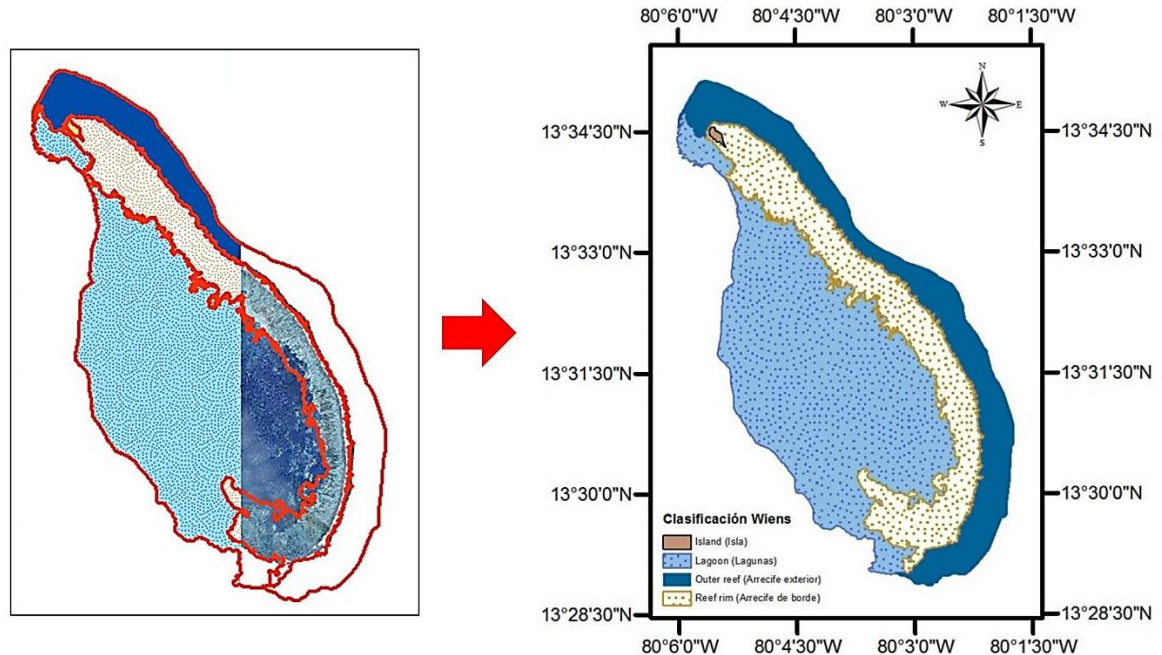 80°6'0"W 80°4'30"W 80°3'0"W 80°1'30"W
N
W E
S
13°34'30"N 13°34'30"N
13°33'0"N 13°33'0"N
13°31'30"N 13°31'30"N
13°30'0"N 13°30'0"N
Clasificación Wiens
Island (Isla)
Lagoon (Lagunas)
Outer reef (Arrecife exterior)
Reef rim (Arrecife de borde)
13°28'30"N 13°28'30"N
80°6'0"W 80°4'30"W 80°3'0"W 80°1'30"W